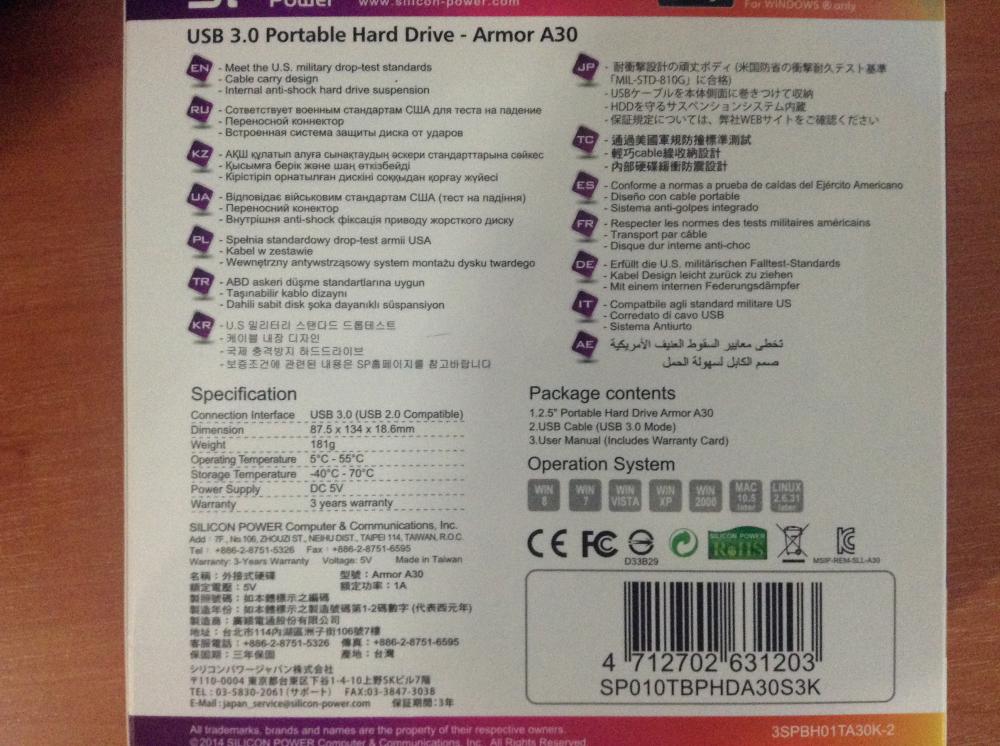 Power www.silicon-power.com
For WINDOWS ® only
USB 3.0 Portable Hard Drive - Armor A30
EN - Meet the U.S. military drop-test standards
- Cable carry design
- Internal anti-shock hard drive suspension
RU - Сответствует военным стандартам США для теста на падение
- Переносной коннектор
- Встроенная система защиты диска от ударов
KZ - АҚШ құлатып алуға сынақтаудың әскери стандарттарына сәйкес
- Қысымға берік және шаң өткізбейді
- Кірістіріп орнатылған дискіні соққыдан қорғау жүйесі
UA - Відповідає військовим стандартам США (тест на падіння)
- Переносний конектор
- Внутрішня anti-shock фіксація приводу жорсткого диску
PL - Spełnia standardowy drop-test armii USA
- Kabel w zestawie
- Wewnętrzny antywstrząsowy system montażu dysku twardego
TR - ABD askeri düşme standartlarına uygun
- Taşınabilir kablo dizaynı
- Dahili sabit disk şoka dayanıklı süspansiyon
KR - U.S 밀리터리 스탠다드 드롭테스트
- 케이블 내장 디자인
- 국제 충격방지 하드드라이브
- 보증조건에 관련된 내용은 SP홈페이지를 참고바랍니다
JP - 耐衝撃設計の頑丈ボディ (米国防省の衝撃耐久テスト基準
「MIL-STD-810G」に合格)
- USBケーブルを本体側面に巻きつけて収納
- HDDを守るサスペンションシステム内蔵
- 保証規定については、弊社WEBサイトをご確認ください
TC - 通過美國軍規防撞標準測試
- 輕巧cable線收納設計
- 內部硬碟緩衝防震設計
ES - Conforme a normas a prueba de caídas del Ejército Americano
- Diseño con cable portable
- Sistema anti-golpes integrado
FR - Respecter les normes des tests militaires américains
- Transport par câble
- Disque dur interne anti-choc
DE - Erfüllt die U.S. militärischen Falltest-Standards
- Kabel Design leicht zurück zu ziehen
- Mit einem internen Federungsdämpfer
IT - Compatbile agli standard militare US
- Corredato di cavo USB
- Sistema Antiurto
AE - تخطى معايير السقوط العنيف الأمريكية
- صمم الكابل لسهولة الحمل
Specification
Connection Interface USB 3.0 (USB 2.0 Compatible)
Dimension 87.5 x 134 x 18.6mm
Weight 181g
Operating Temperature 5°C - 55°C
Storage Temperature -40°C - 70°C
Power Supply DC 5V
Warranty 3 years warranty
Package contents
1.2.5" Portable Hard Drive Armor A30
2.USB Cable (USB 3.0 Mode)
3.User Manual (Includes Warranty Card)
Operation System
WIN 8 WIN 7 WIN VISTA WIN XP WIN 2000 MAC 10.5 later LINUX 2.6.31 later
SILICON POWER Computer & Communications, Inc.
Add : 7F., No.106, ZHOUZI ST., NEIHU DIST., TAIPEI 114, TAIWAN, R.O.C.
Tel : +886-2-8751-5326 Fax : +886-2-8751-6595
Warranty: 3-Years Warranty Voltage: 5V Made in Taiwan
名稱：外接式硬碟 型號：Armor A30
額定電壓：5V 額定功率：1A
製照號碼：如本體標示之編碼
製造年份：如本體標示之製造號碼第1-2碼數字 (代表西元年)
製造商：廣穎電通股份有限公司
地址：台北市114內湖區洲子街106號7樓
客服電話：+886-2-8751-5326 傳真：+886-2-8751-6595
保固期：三年保固 產地：台灣
シリコンパワージャパン株式会社
〒110-0004 東京都台東区下谷1-4-10上野SKビル7階
TEL : 03-5830-2061 (サポート) FAX:03-3847-3038
E-Mail : japan_service@silicon-power.com 保証期間：3年
CE FC D33B29
SILICON POWER RoHS
MSIP-REM-SLL-A30
4 712702 631203
SP010TBPHDA30S3K
All trademarks, brands and names are the property of their respective owners.
©2014 SILICON POWER Computer & Communications, Inc. All Rights Reserved
3SPBH01TA30K-2